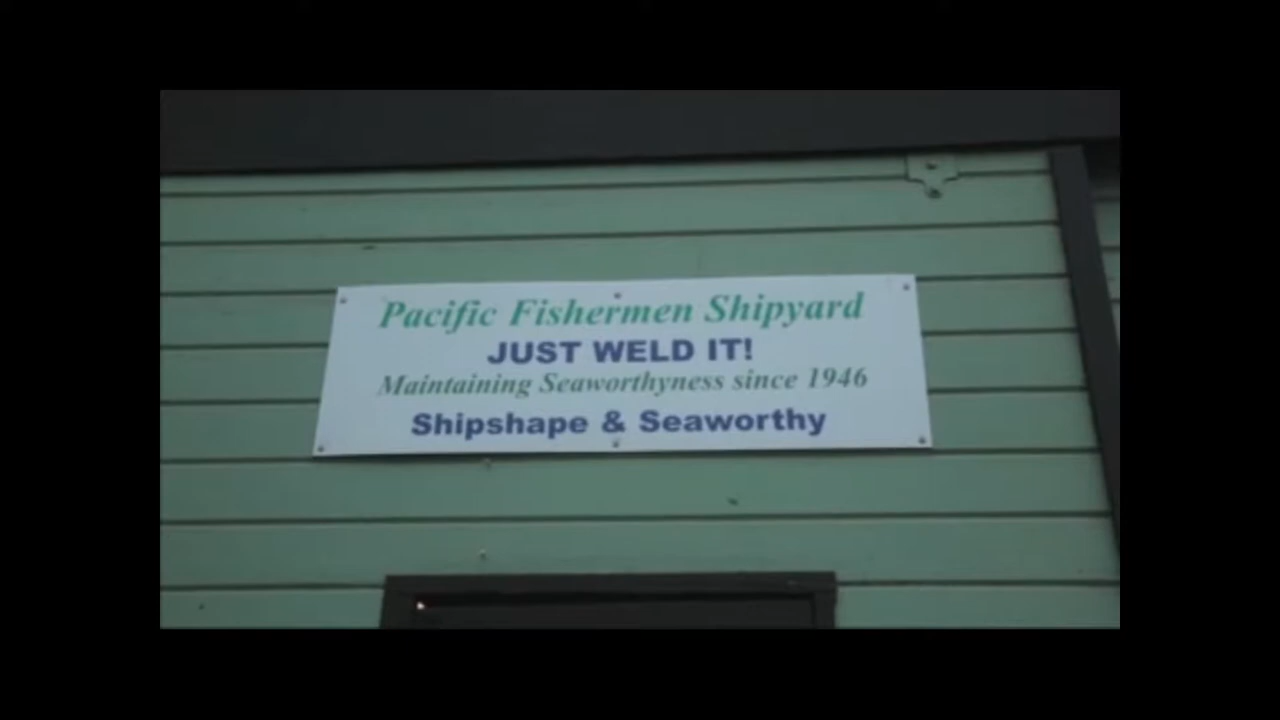 Pacific Fishermen Shipyard
JUST WELD IT!
Maintaining Seaworthyness since 1946
Shipshape & Seaworthy